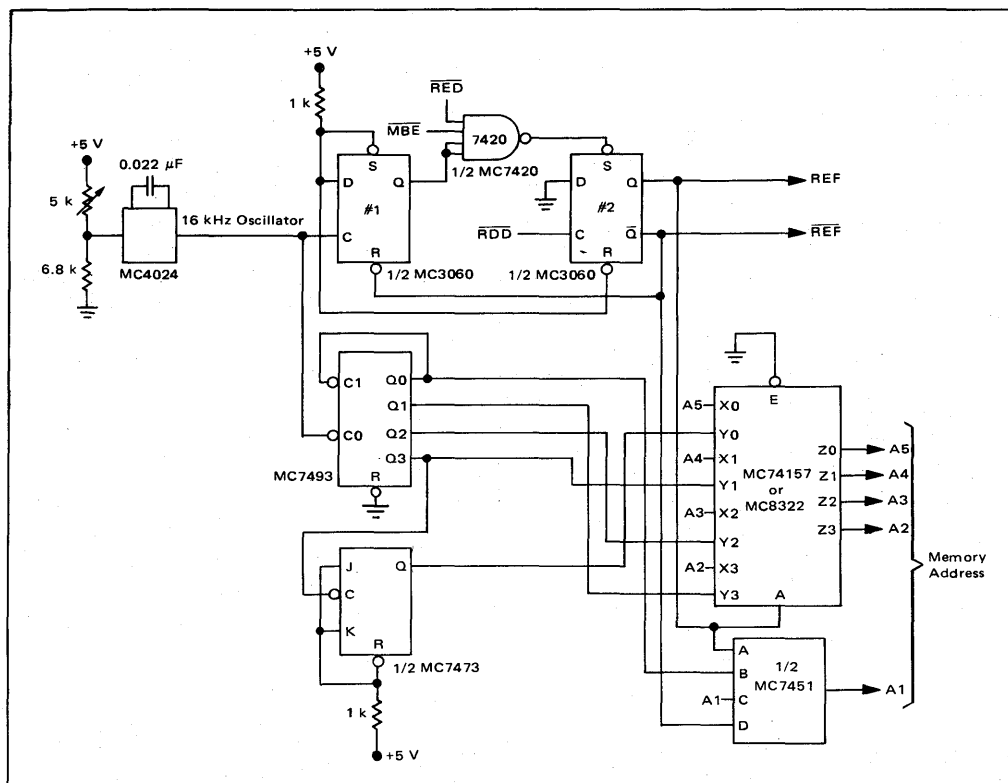 +5 V
1 k
RED
MBE
7420
1/2 MC7420
+5 V
0.022 μF
5 k
6.8 k
MC4024
16 kHz Oscillator
S
D
Q
#1
C
R
1/2 MC3060
S
D
Q
#2
C
Q
R
RDD
1/2 MC3060
REF
REF
C1
Q0
Q1
C0
Q2
Q3
R
MC7493
J
Q
C
K
R
1/2 MC7473
1 k
+5 V
E
A5
X0
Y0
A4
X1
Y1
A3
X2
Y2
A2
X3
Y3
MC74157
or
MC8322
Z0
A5
Z1
A4
Z2
A3
Z3
A2
A
Memory
Address
A
B
A1
C
D
1/2
MC7451
A1